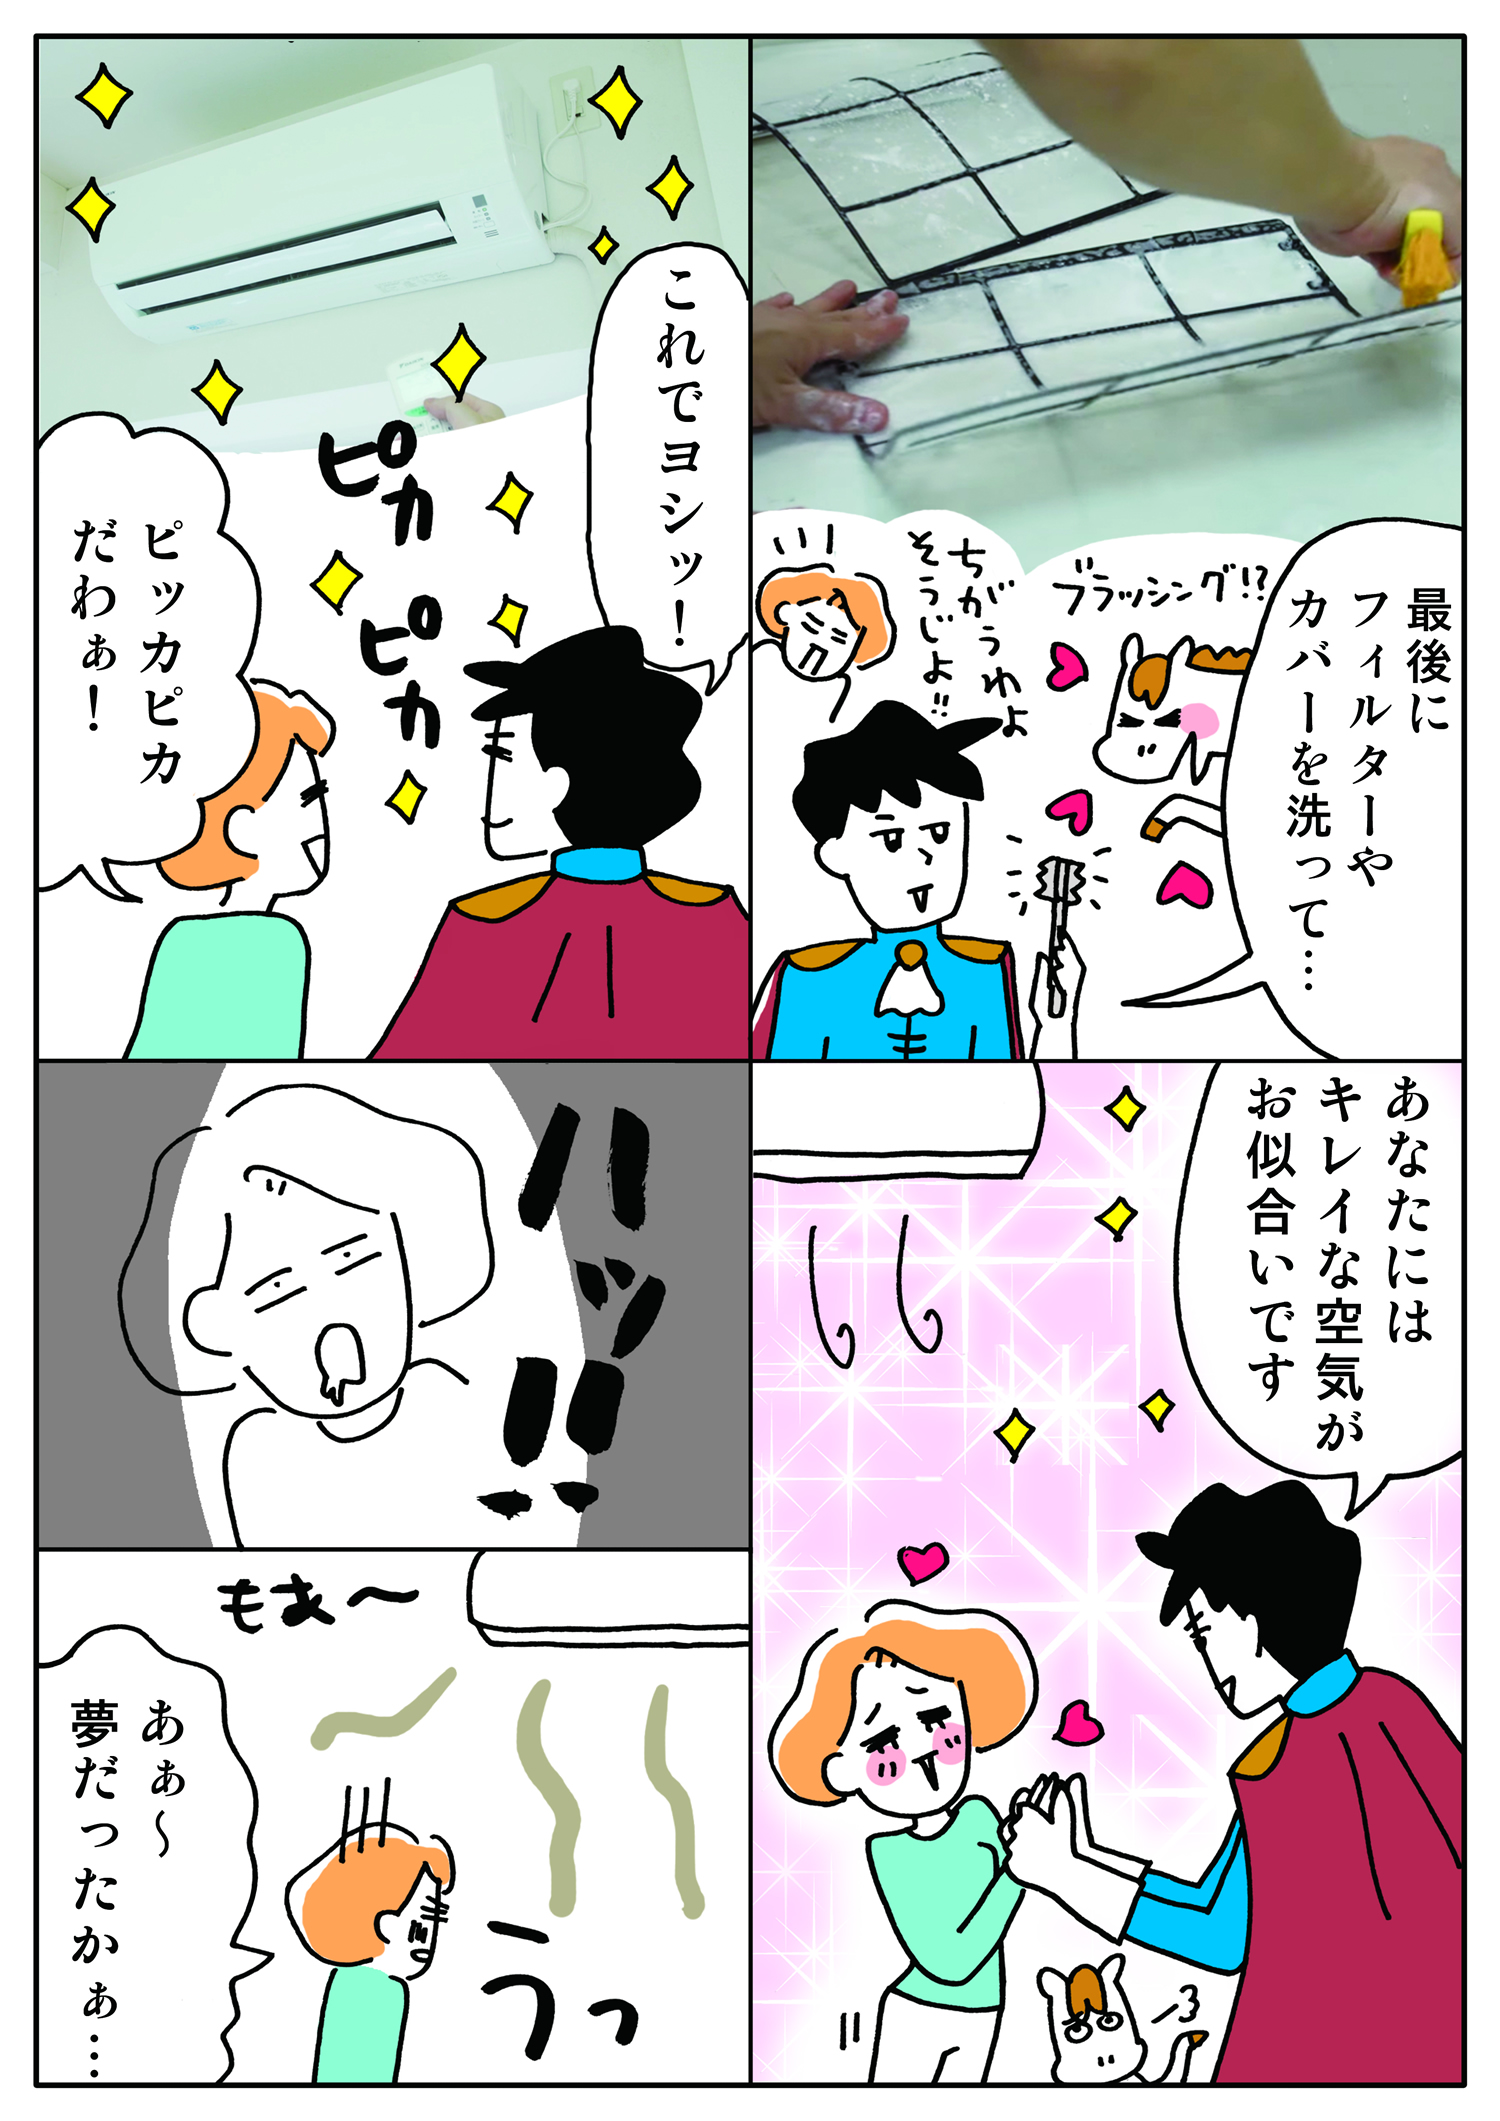 最後に
フィルターや
カバーを洗って…
ブラッシング!?
ちがうわよ
そうじよ!!
これでヨシッ!
ピカ
ピカ
ピッカピカ
だわぁ!
あなたには
キレイな空気が
お似合いです
ハッ
もあ〜
うっ
あぁ〜
夢だったかぁ…